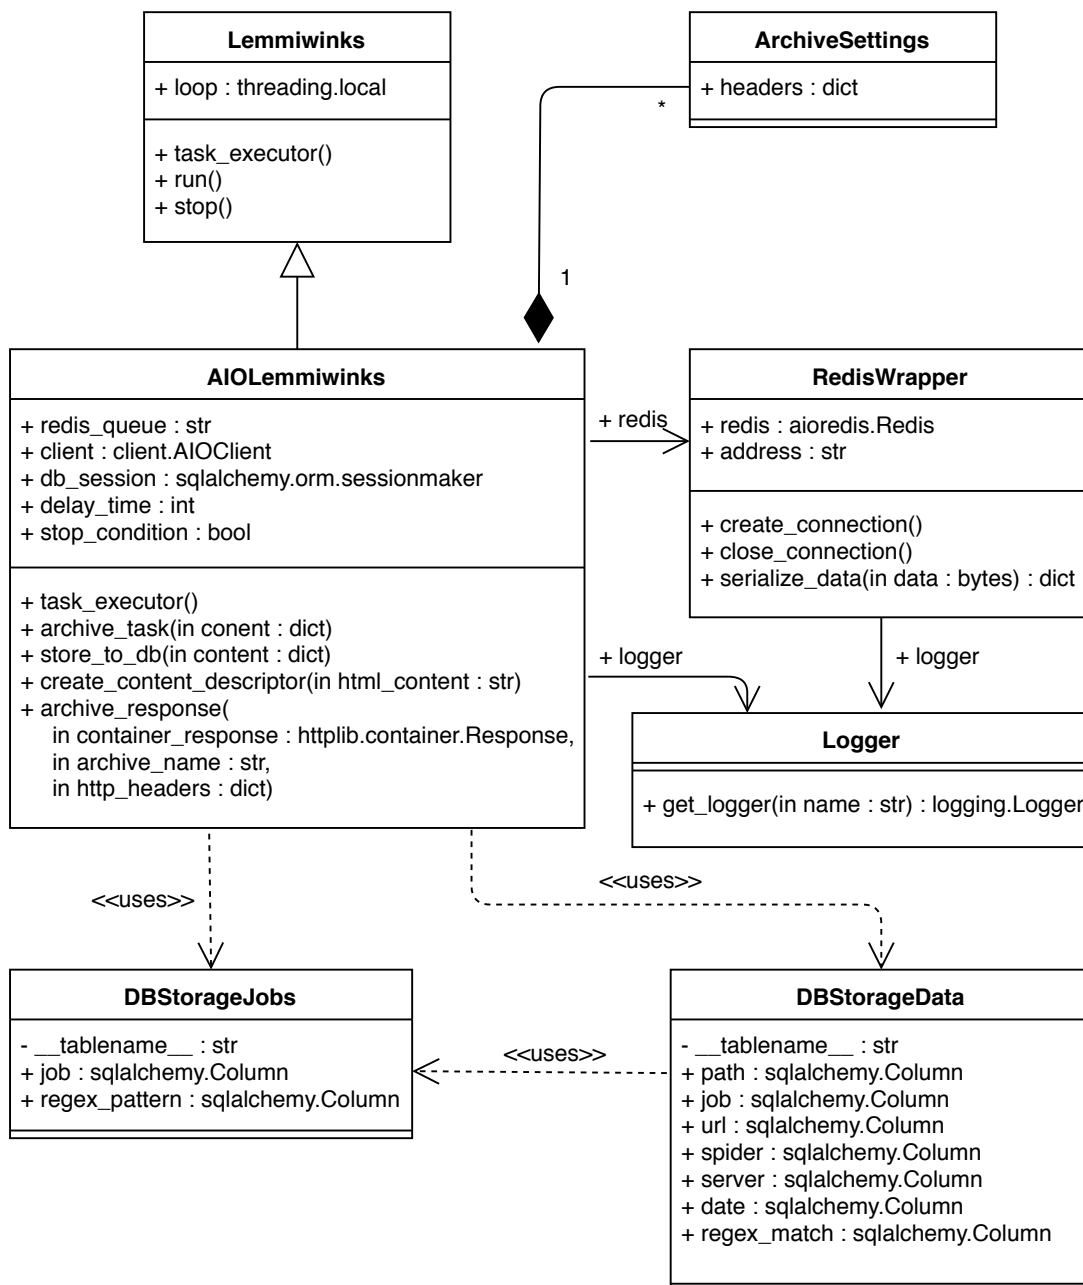 Lemmiwinks
+ loop : threading.local
+ task_executor()
+ run()
+ stop()
ArchiveSettings
+ headers : dict
*
1
AIOLemmiwinks
+ redis_queue : str
+ client : client.AIOClient
+ db_session : sqlalchemy.orm.sessionmaker
+ delay_time : int
+ stop_condition : bool
+ task_executor()
+ archive_task(in conent : dict)
+ store_to_db(in content : dict)
+ create_content_descriptor(in html_content : str)
+ archive_response(
in container_response : httplib.container.Response,
in archive_name : str,
in http_headers : dict)
+ redis
RedisWrapper
+ redis : aioredis.Redis
+ address : str
+ create_connection()
+ close_connection()
+ serialize_data(in data : bytes) : dict
+ logger
+ logger
Logger
+ get_logger(in name : str) : logging.Logger
<<uses>>
<<uses>>
DBStorageJobs
- __tablename__ : str
+ job : sqlalchemy.Column
+ regex_pattern : sqlalchemy.Column
<<uses>>
DBStorageData
- __tablename__ : str
+ path : sqlalchemy.Column
+ job : sqlalchemy.Column
+ url : sqlalchemy.Column
+ spider : sqlalchemy.Column
+ server : sqlalchemy.Column
+ date : sqlalchemy.Column
+ regex_match : sqlalchemy.Column